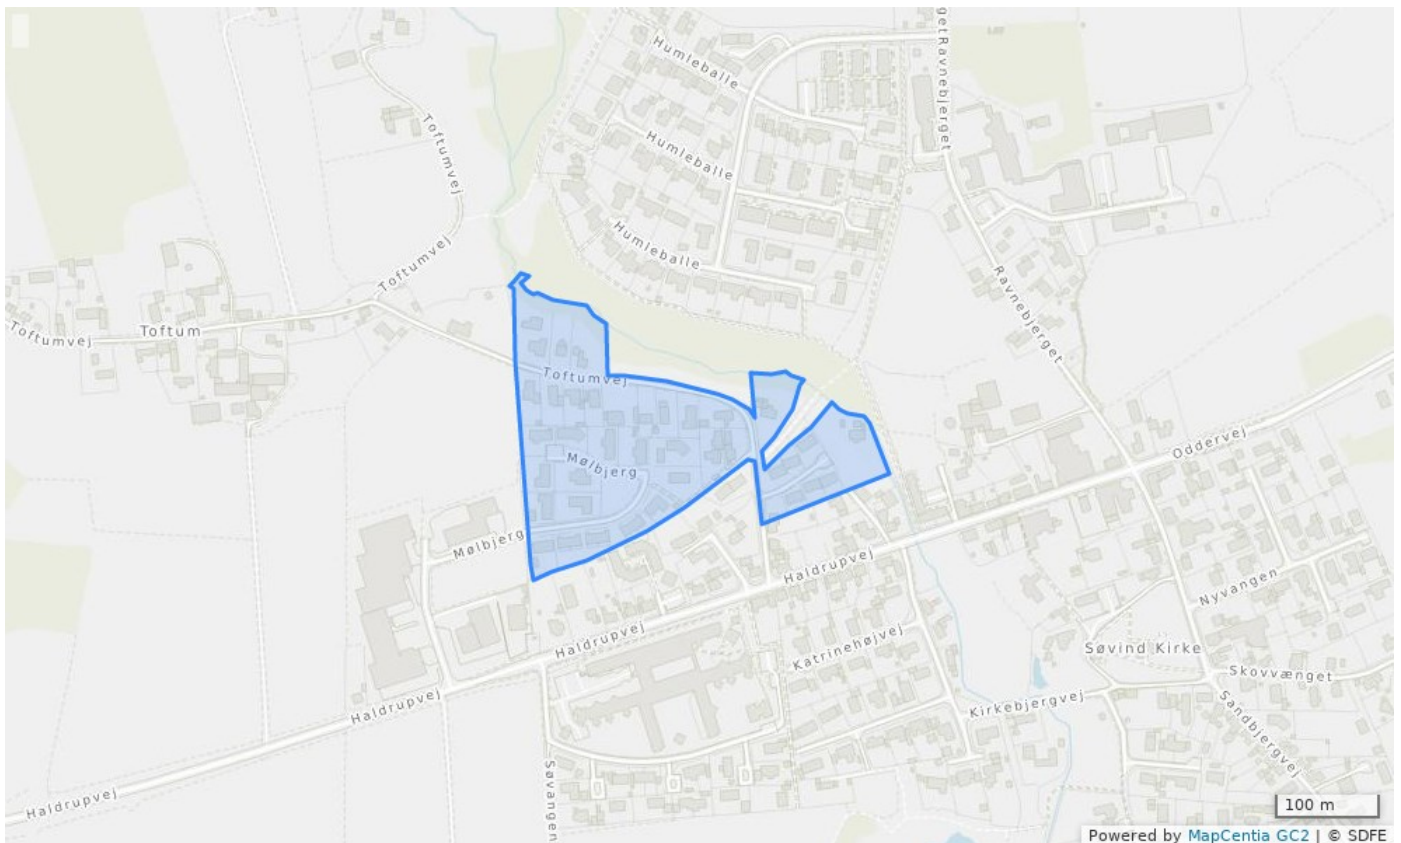 Humleballe
getRavnebjerget
Toftumvej
Humleballe
Humleballe
Toftumvej
Ravnebjerget
Toftumvej
Toftum
Toftumvej
Oddervej
Mølbjerg
Mølbjerg
Haldrupvej
Nyvangen
Haldrupvej
Katrinehøjvej
Søvind Kirke
Skovvænget
Haldrupvej
Kirkebjergvej
Sandbjergvej
Søvangen
Haldrupvej
100 m
Powered by MapCentia GC2 | © SDFE